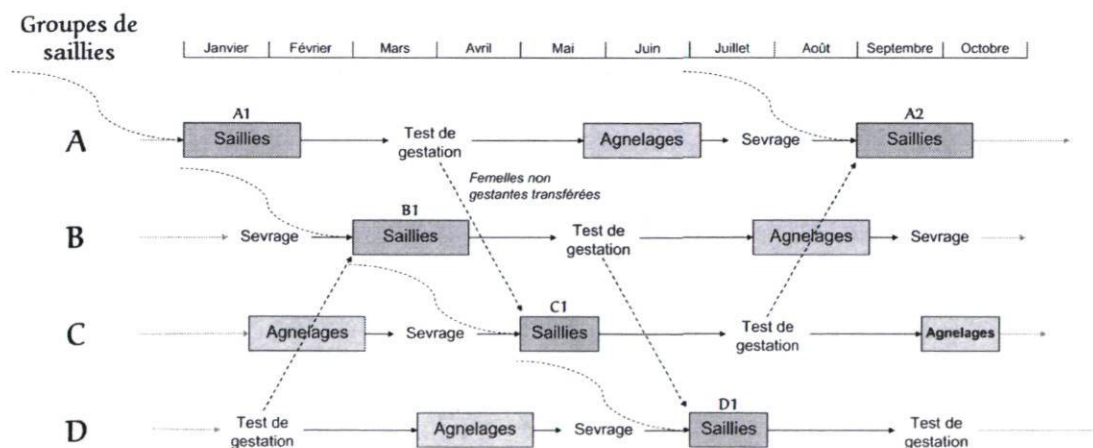 Groupes de
saillies
Janvier Février Mars Avril Mai Juin Juillet Août Septembre Octobre
A1 A2
A Saillies Test de Agnelages Sevrage Saillies
gestation
Femelles non
gestantes transférées
B1
B Sevrage Saillies Test de Agnelages Sevrage
gestation
C1
C Agnelages Sevrage Saillies Test de Agnelages
gestation
D1
D Test de Agnelages Sevrage Saillies Test de
gestation gestation